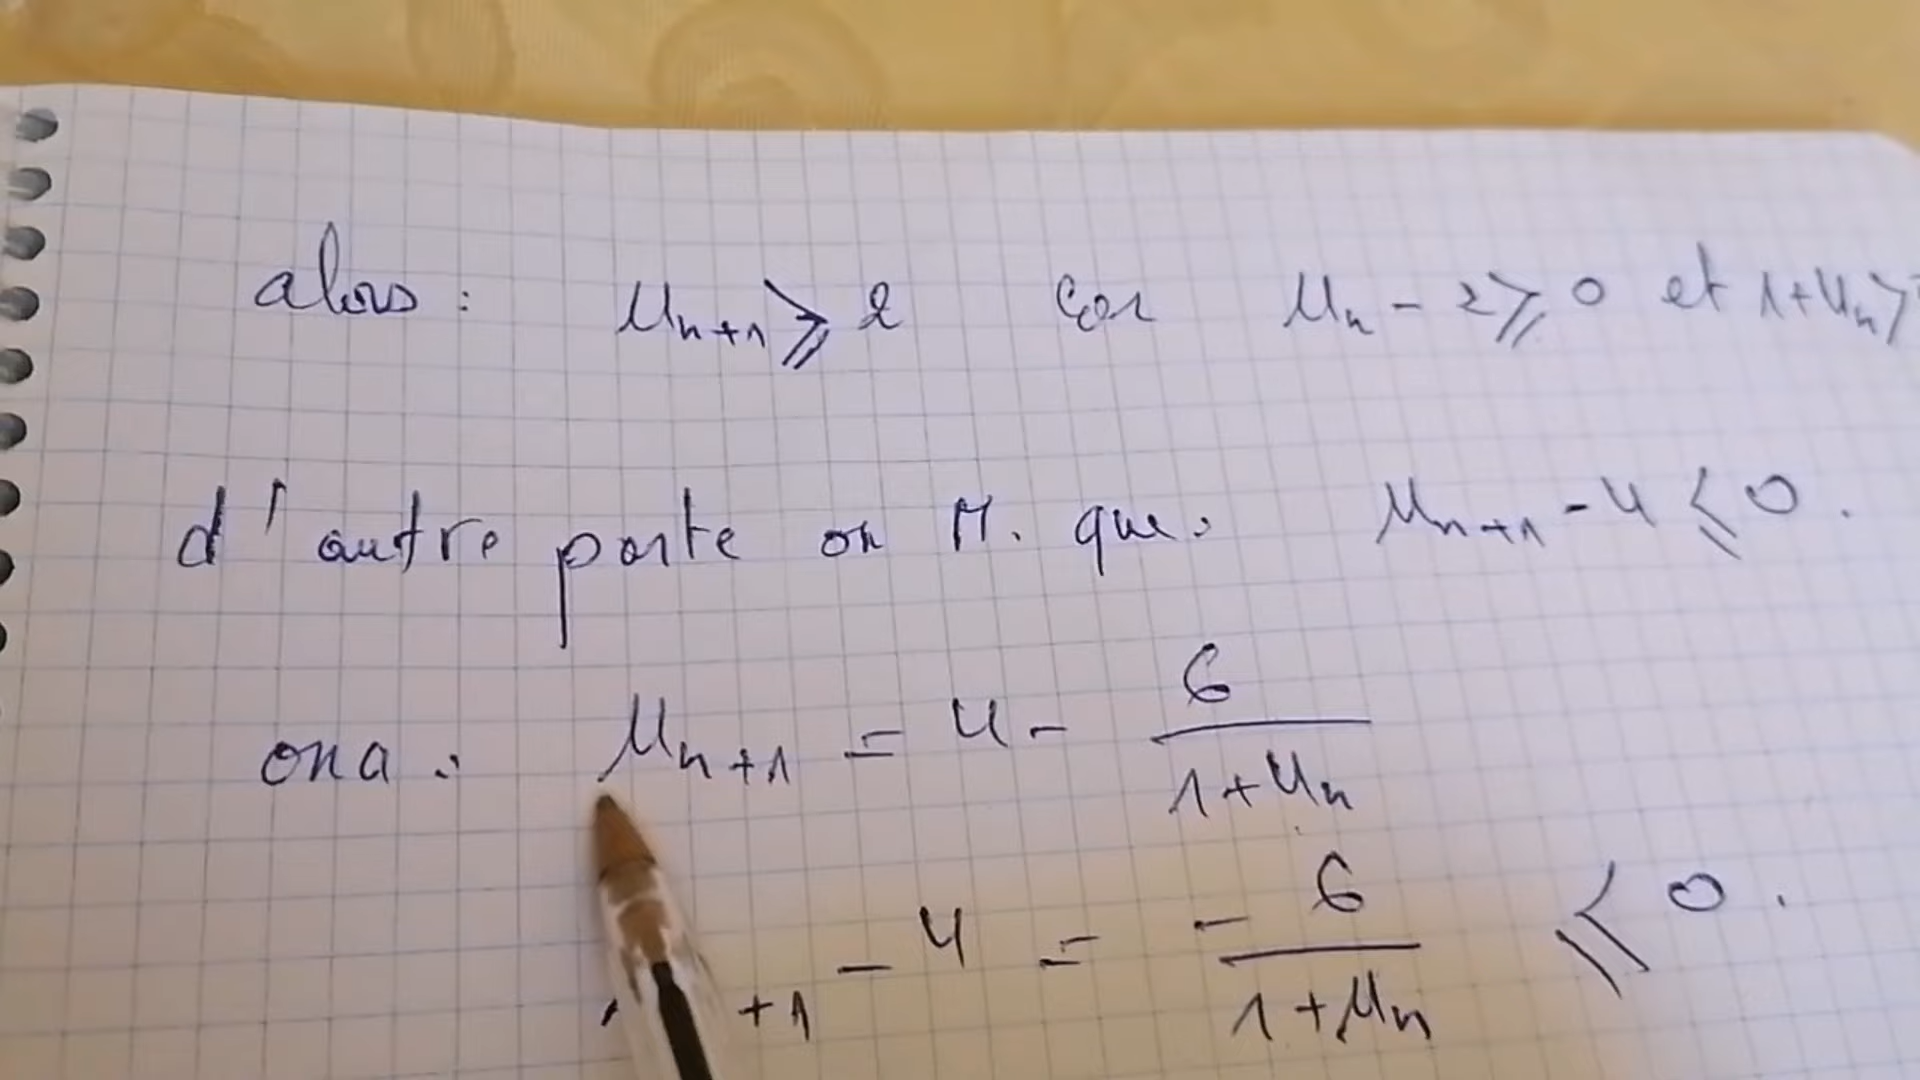 alors : Un+1 ⩾ 2 car Un - 2 ⩾ 0 et 1+Un >
d'autre parte on M. que : Un+1 - 4 ⩽ 0 .
on a : Un+1 = 4 - 6/(1+Un)
+1 - 4 = - 6/(1+Un) ⩽ 0 .